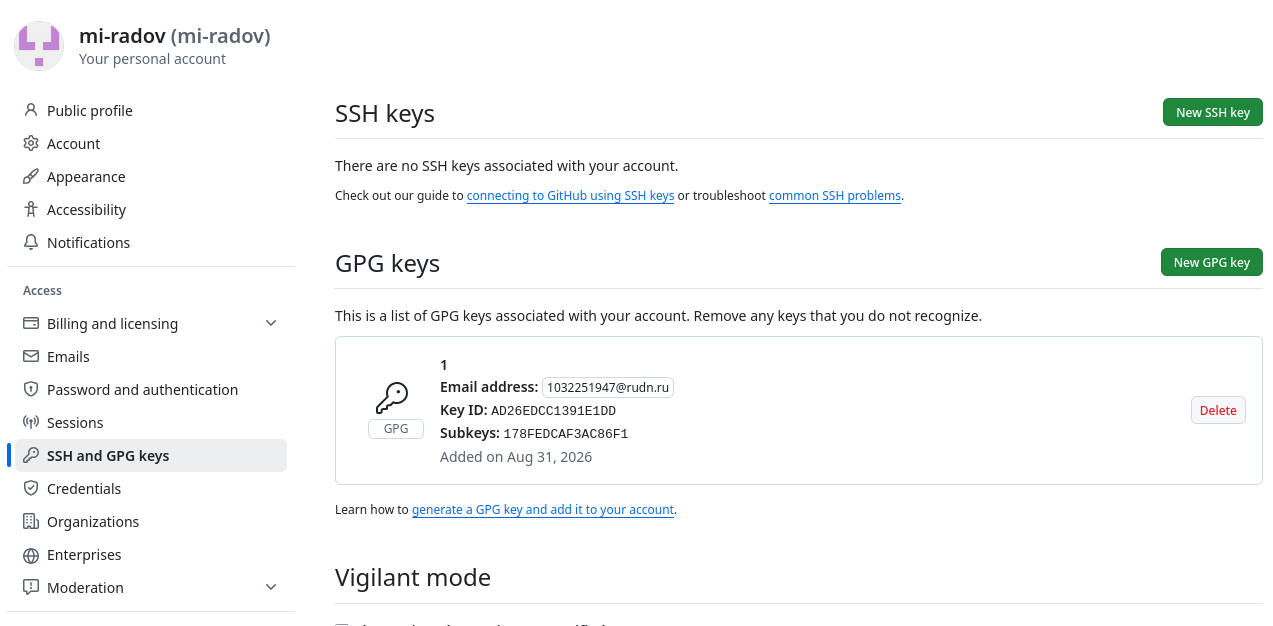 mi-radov (mi-radov)
Your personal account
Public profile
Account
Appearance
Accessibility
Notifications
Access
Billing and licensing
Emails
Password and authentication
Sessions
SSH and GPG keys
Credentials
Organizations
Enterprises
Moderation
SSH keys
New SSH key
There are no SSH keys associated with your account.
Check out our guide to connecting to GitHub using SSH keys or troubleshoot common SSH problems.
GPG keys
New GPG key
This is a list of GPG keys associated with your account. Remove any keys that you do not recognize.
GPG
1
Email address: 1032251947@rudn.ru
Key ID: AD26EDCC1391E1DD
Subkeys: 178FEDCAF3AC86F1
Added on Aug 31, 2026
Delete
Learn how to generate a GPG key and add it to your account.
Vigilant mode